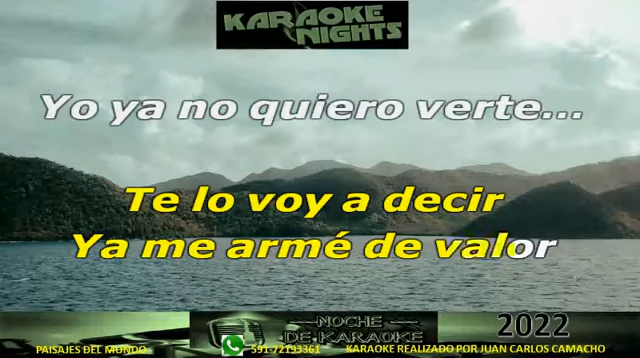 KARAOKE
NIGHTS
Yo ya no quiero verte...
Te lo voy a decir
Ya me armé de valor
NOCHE
DE KARAOKE
2022
PAISAJES DEL MUNDO
591-72193361
KARAOKE REALIZADO POR JUAN CARLOS CAMACHO